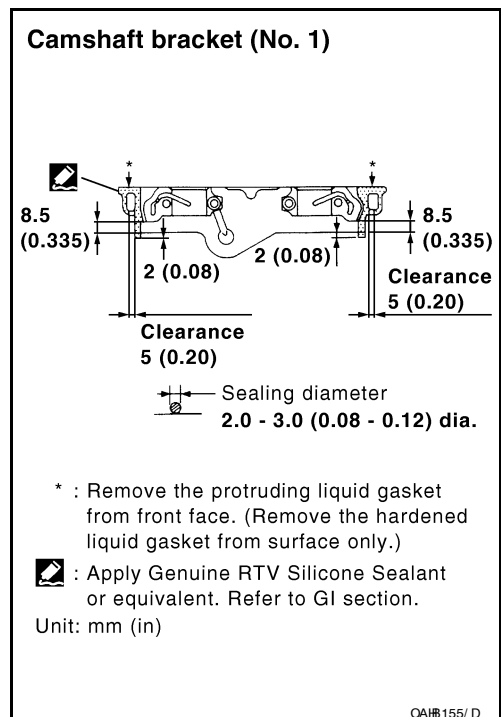 Camshaft bracket (No. 1)
*
*
8.5
(0.335)
8.5
(0.335)
2 (0.08)
2 (0.08)
Clearance
5 (0.20)
Clearance
5 (0.20)
Sealing diameter
2.0 - 3.0 (0.08 - 0.12) dia.
* : Remove the protruding liquid gasket
from front face. (Remove the hardened
liquid gasket from surface only.)
: Apply Genuine RTV Silicone Sealant
or equivalent. Refer to GI section.
Unit: mm (in)